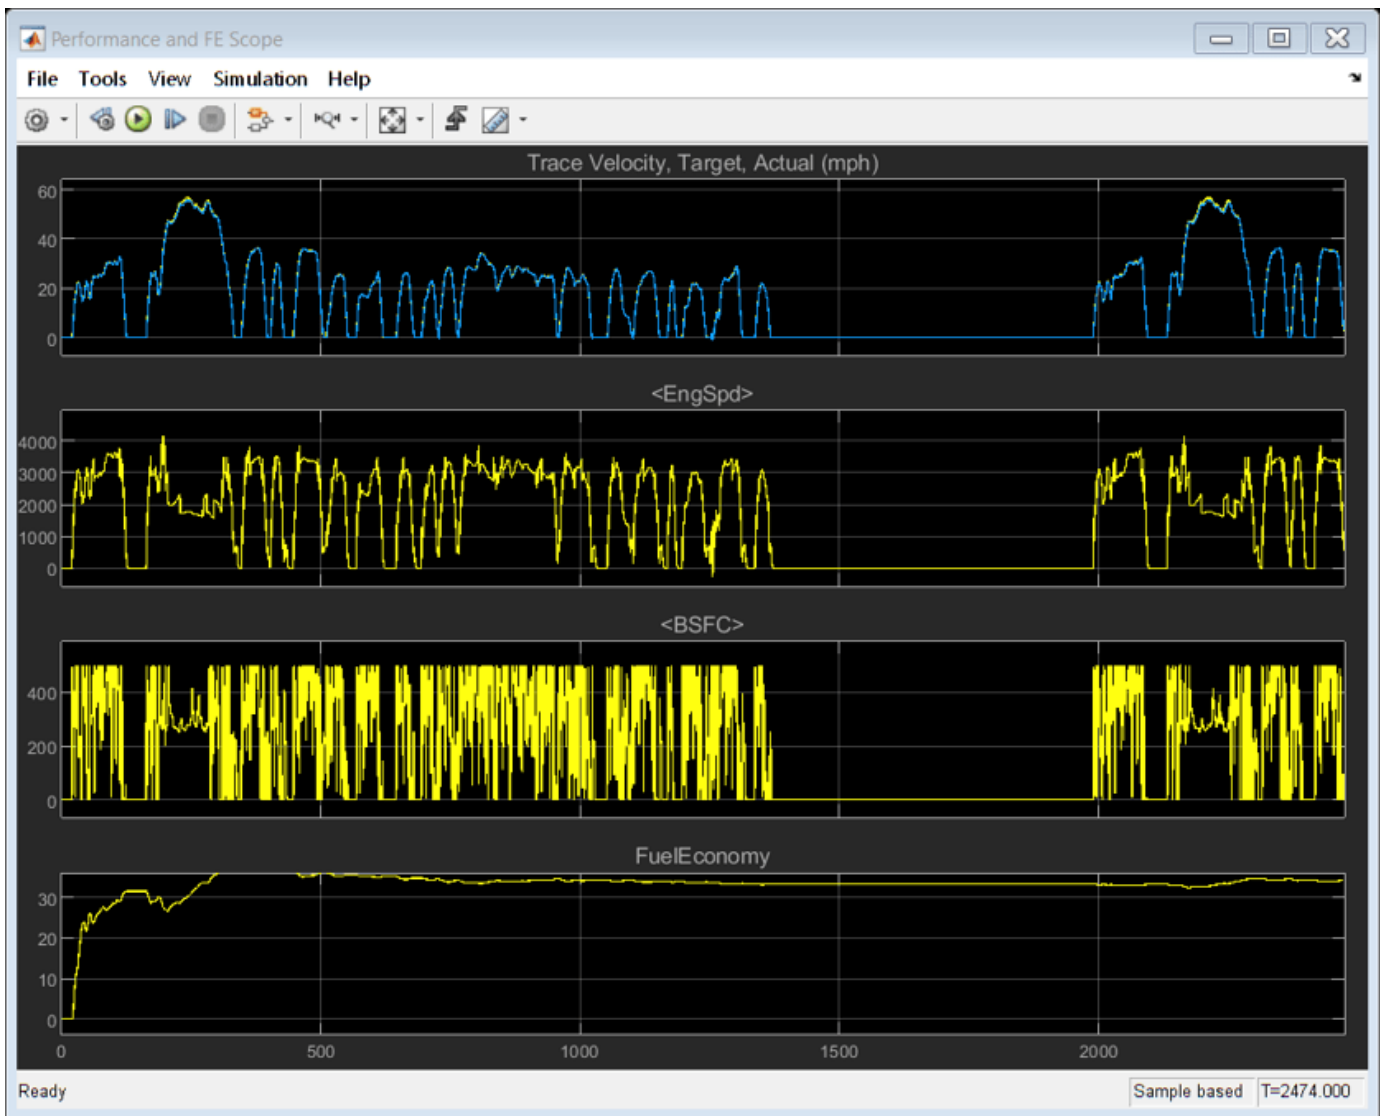 Performance and FE Scope
File Tools View Simulation Help
Trace Velocity, Target, Actual (mph)
60
40
20
0
<EngSpd>
4000
3000
2000
1000
0
<BSFC>
400
200
0
FuelEconomy
30
20
10
0
0 500 1000 1500 2000
Ready Sample based T=2474.000